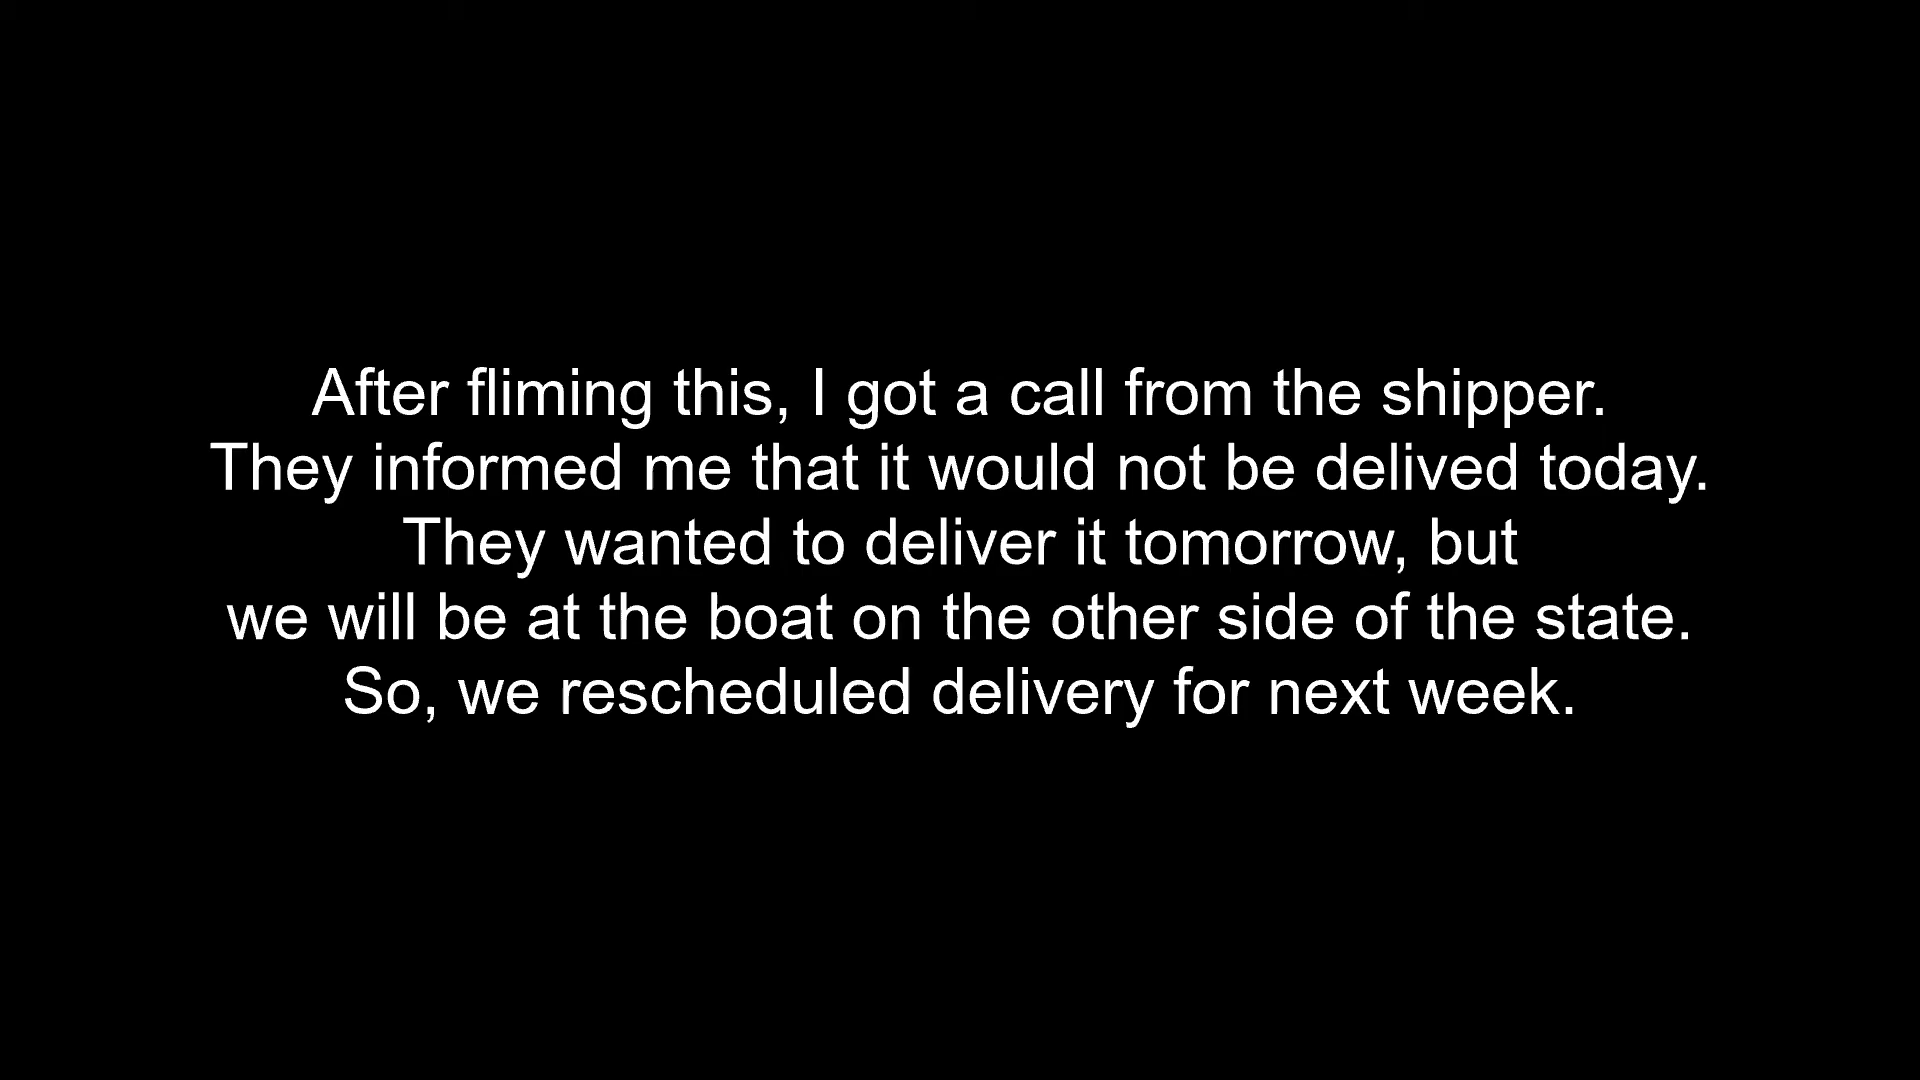 After fliming this, I got a call from the shipper.
They informed me that it would not be delived today.
They wanted to deliver it tomorrow, but
we will be at the boat on the other side of the state.
So, we rescheduled delivery for next week.